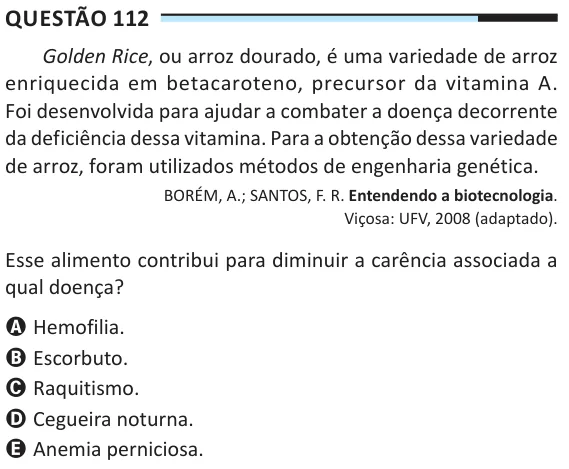 QUESTÃO 112
Golden Rice, ou arroz dourado, é uma variedade de arroz
enriquecida em betacaroteno, precursor da vitamina A.
Foi desenvolvida para ajudar a combater a doença decorrente
da deficiência dessa vitamina. Para a obtenção dessa variedade
de arroz, foram utilizados métodos de engenharia genética.
BORÉM, A.; SANTOS, F. R. Entendendo a biotecnologia.
Viçosa: UFV, 2008 (adaptado).
Esse alimento contribui para diminuir a carência associada a
qual doença?
A Hemofilia.
B Escorbuto.
C Raquitismo.
D Cegueira noturna.
E Anemia perniciosa.